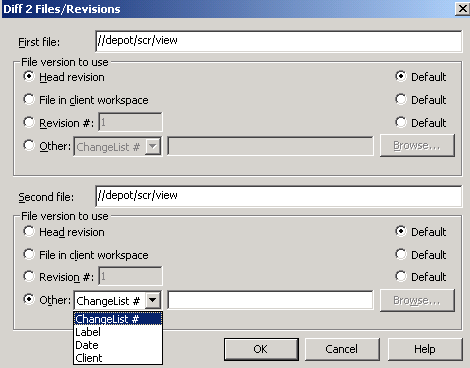 Diff 2 Files/Revisions
First file: //depot/scr/view
File version to use
Head revision Default
File in client workspace Default
Revision #: 1 Default
Other: ChangeList # Browse...
Second file: //depot/scr/view
File version to use
Head revision Default
File in client workspace Default
Revision #: 1 Default
Other: ChangeList # Browse...
ChangeList #
Label
Date
Client
OK Cancel Help